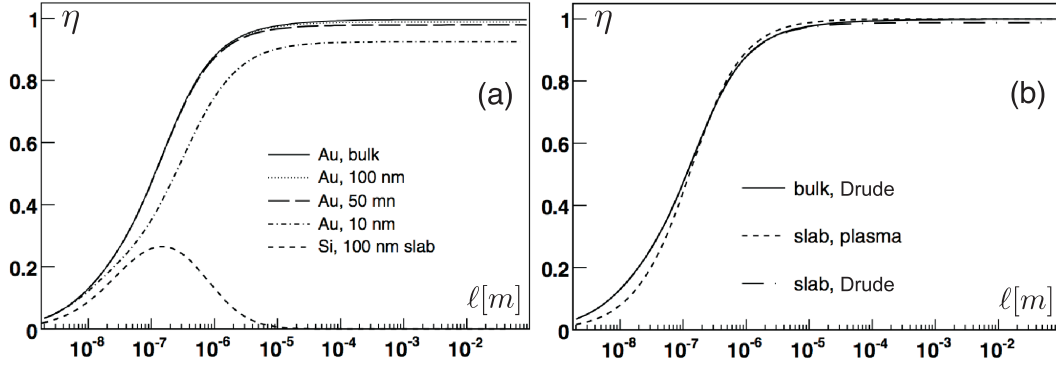 1
η
0.8
(a)
0.6
Au, bulk
Au, 100 nm
0.4
Au, 50 mn
Au, 10 nm
Si, 100 nm slab
0.2
ℓ[m]
0
10⁻⁸ 10⁻⁷ 10⁻⁶ 10⁻⁵ 10⁻⁴ 10⁻³ 10⁻²
1
η
0.8
(b)
0.6
0.4
bulk, Drude
slab, plasma
0.2
slab, Drude
ℓ[m]
0
10⁻⁸ 10⁻⁷ 10⁻⁶ 10⁻⁵ 10⁻⁴ 10⁻³ 10⁻²